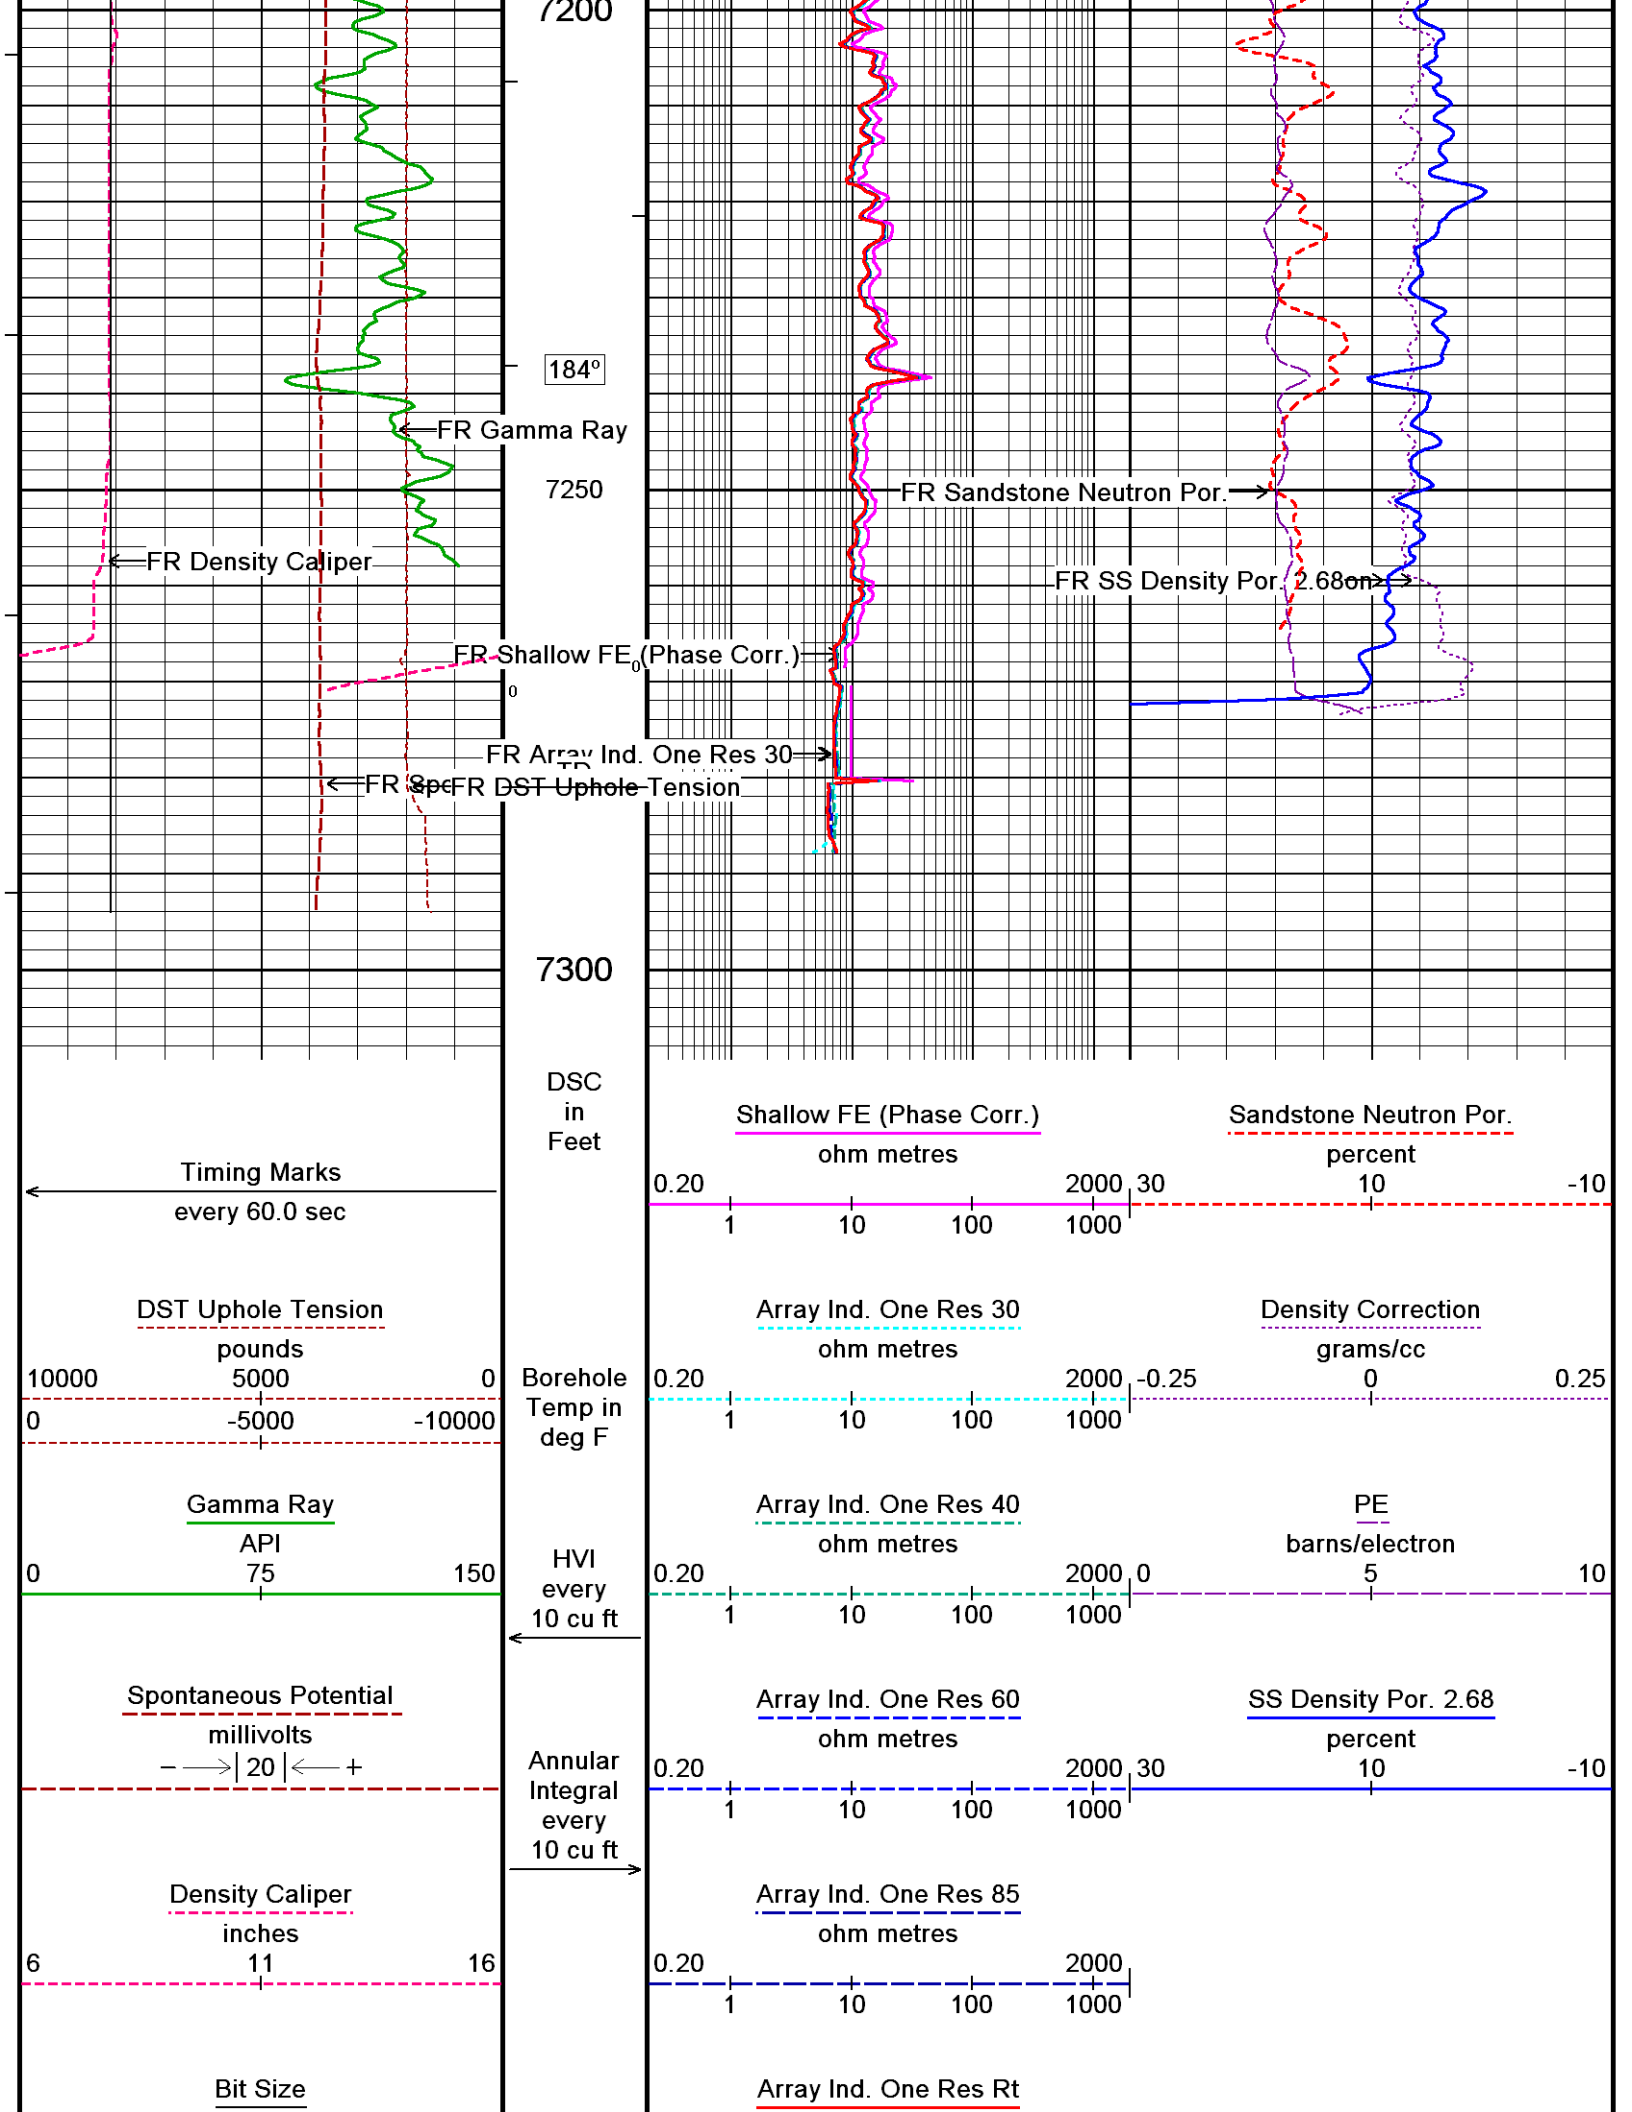 7200
184°
FR Gamma Ray
7250
FR Sandstone Neutron Por.
FR Density Caliper
FR SS Density Por. 2.68on
FR Shallow FE (Phase Corr.)
0
0
FR Array Ind. One Res 30
TD
FR DST Uphole Tension
7300
DSC
in
Feet
Timing Marks
every 60.0 sec
Shallow FE (Phase Corr.)
ohm metres
0.20 2000
1 10 100 1000
Sandstone Neutron Por.
percent
30 10 -10
DST Uphole Tension
pounds
10000 5000 0
0 -5000 -10000
Borehole
Temp in
deg F
Array Ind. One Res 30
ohm metres
0.20 2000
1 10 100 1000
Density Correction
grams/cc
-0.25 0 0.25
Gamma Ray
API
0 75 150
HVI
every
10 cu ft
Array Ind. One Res 40
ohm metres
0.20 2000
1 10 100 1000
PE
barns/electron
0 5 10
Spontaneous Potential
millivolts
− 20 +
Annular
Integral
every
10 cu ft
Array Ind. One Res 60
ohm metres
0.20 2000
1 10 100 1000
SS Density Por. 2.68
percent
30 10 -10
Density Caliper
inches
6 11 16
Array Ind. One Res 85
ohm metres
0.20 2000
1 10 100 1000
Bit Size
Array Ind. One Res Rt